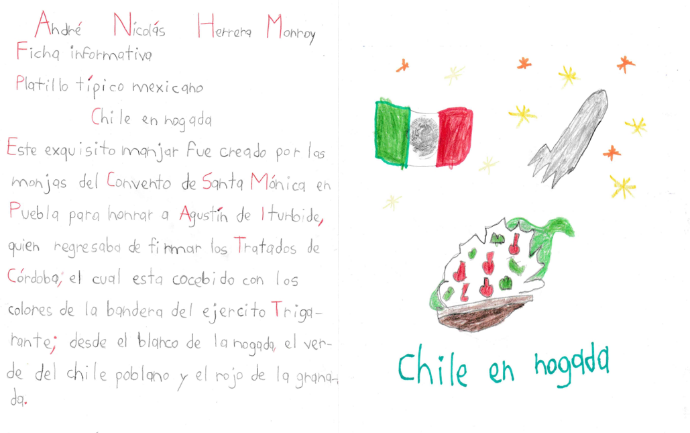 André Nicolás Herrera Monroy
Ficha informativa
Platillo típico mexicano
Chile en nogada
Este exquisito manjar fue creado por las
monjas del Convento de Santa Mónica en
Puebla para honrar a Agustín de Iturbide,
quien regresaba de firmar los Tratados de
Córdoba; el cual esta cocebido con los
colores de la bandera del ejercito Triga-
rante; desde el blanco de la nogada, el ver-
de del chile poblano y el rojo de la grana-
da.
Chile en nogada